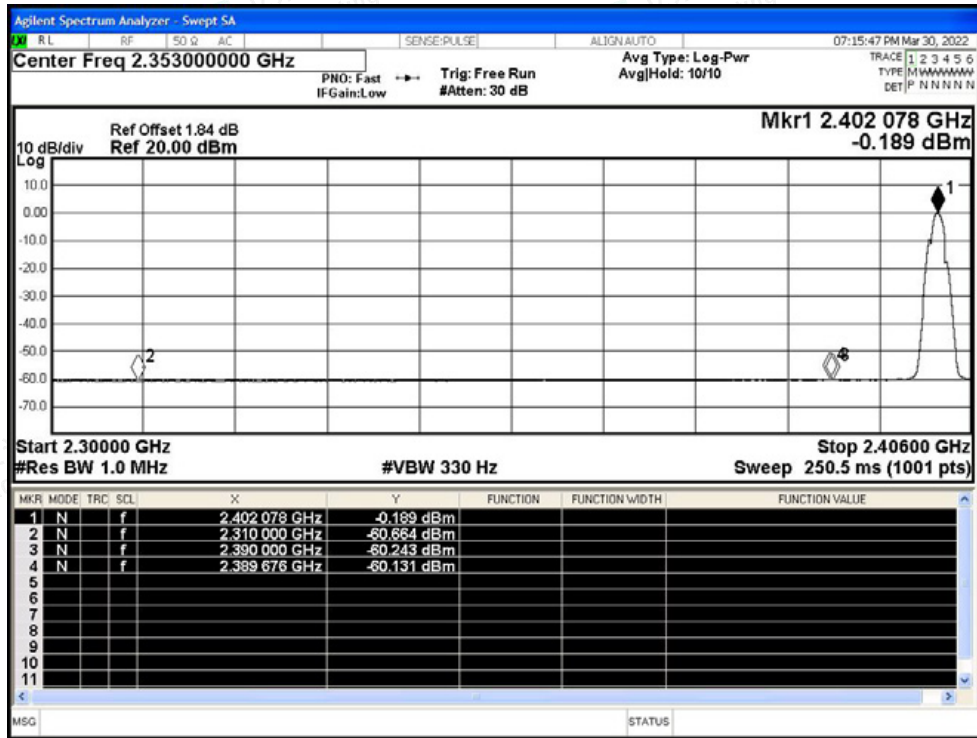 Agilent Spectrum Analyzer - Swept SA
RL RF 50 Ω AC SENSE:PULSE ALIGN AUTO 07:15:47 PM Mar 30, 2022
Center Freq 2.353000000 GHz
PNO: Fast
IFGain:Low
Trig: Free Run
#Atten: 30 dB
Avg Type: Log-Pwr
Avg|Hold: 10/10
TRACE 1 2 3 4 5 6
TYPE M
DET P N N N N N
Ref Offset 1.84 dB
10 dB/div Ref 20.00 dBm
Log
Mkr1 2.402 078 GHz
-0.189 dBm
10.0
0.00
-10.0
-20.0
-30.0
-40.0
-50.0
-60.0
-70.0
1
2
Start 2.30000 GHz Stop 2.40600 GHz
#Res BW 1.0 MHz #VBW 330 Hz Sweep 250.5 ms (1001 pts)
MKR MODE TRC SCL X Y FUNCTION FUNCTION WIDTH FUNCTION VALUE
1 N f 2.402 078 GHz -0.189 dBm
2 N f 2.310 000 GHz -60.664 dBm
3 N f 2.390 000 GHz -60.243 dBm
4 N f 2.389 676 GHz -60.131 dBm
5
6
7
8
9
10
11
MSG STATUS